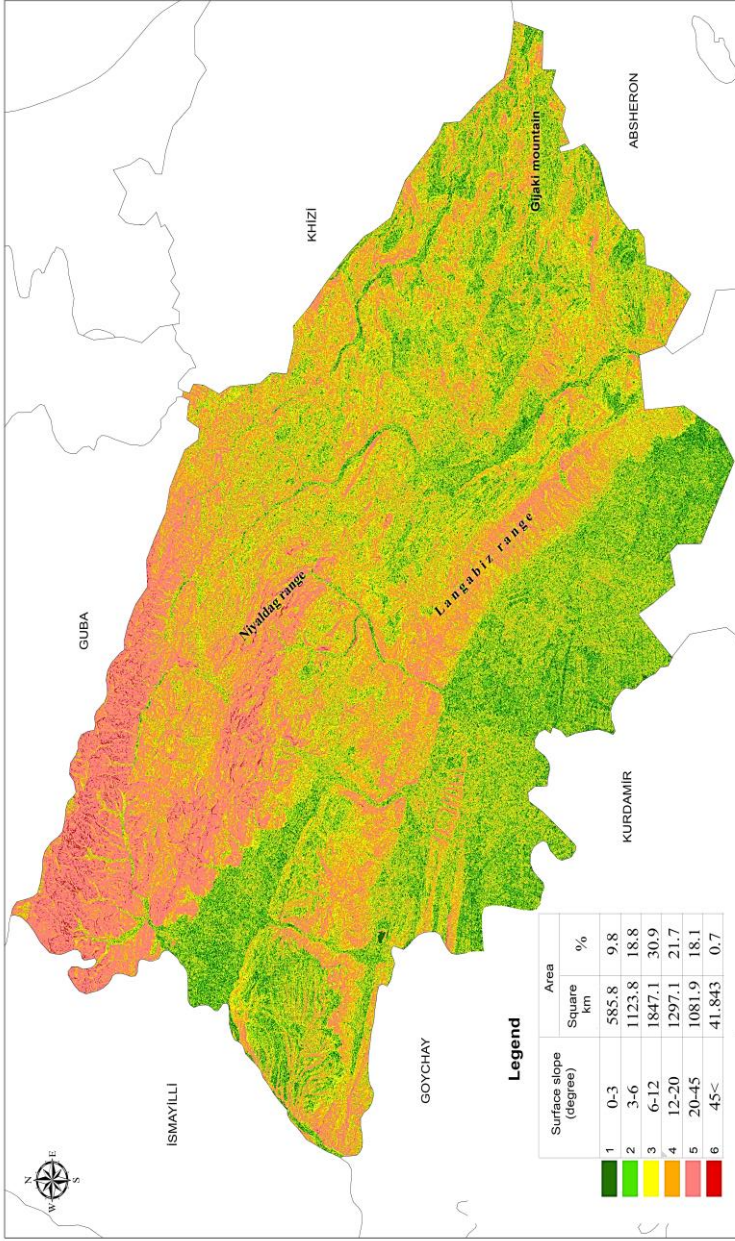 N
W E
S
GUBA
KHIZI
İSMAYİLLİ
Niyaldag range
Langabiz range
Gijaki mountain
ABSHERON
GOYCHAY
KURDAMİR
Legend
Surface slope (degree) Area
Square km %
1 0-3 585.8 9.8
2 3-6 1123.8 18.8
3 6-12 1847.1 30.9
4 12-20 1297.1 21.7
5 20-45 1081.9 18.1
6 45< 41.843 0.7